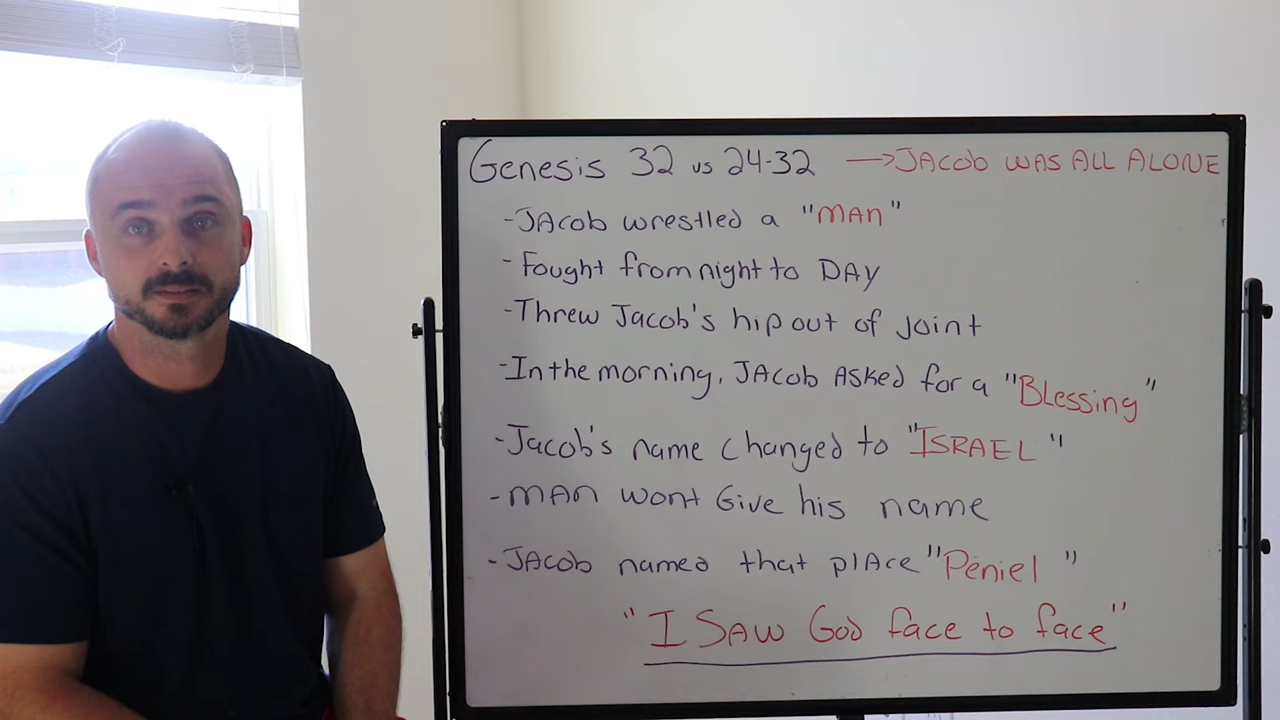 Genesis 32 vs 24-32 →JACOB WAS ALL ALONE
-JACOB wrestled a "MAN"
-Fought from night to DAY
-Threw Jacob's hip out of joint
-In the morning, JACOB ASKED for a "Blessing"
-Jacob's name changed to "ISRAEL"
-MAN wont Give his name
-JACOB named that plACE "Peniel"
"I SAW God face to face"